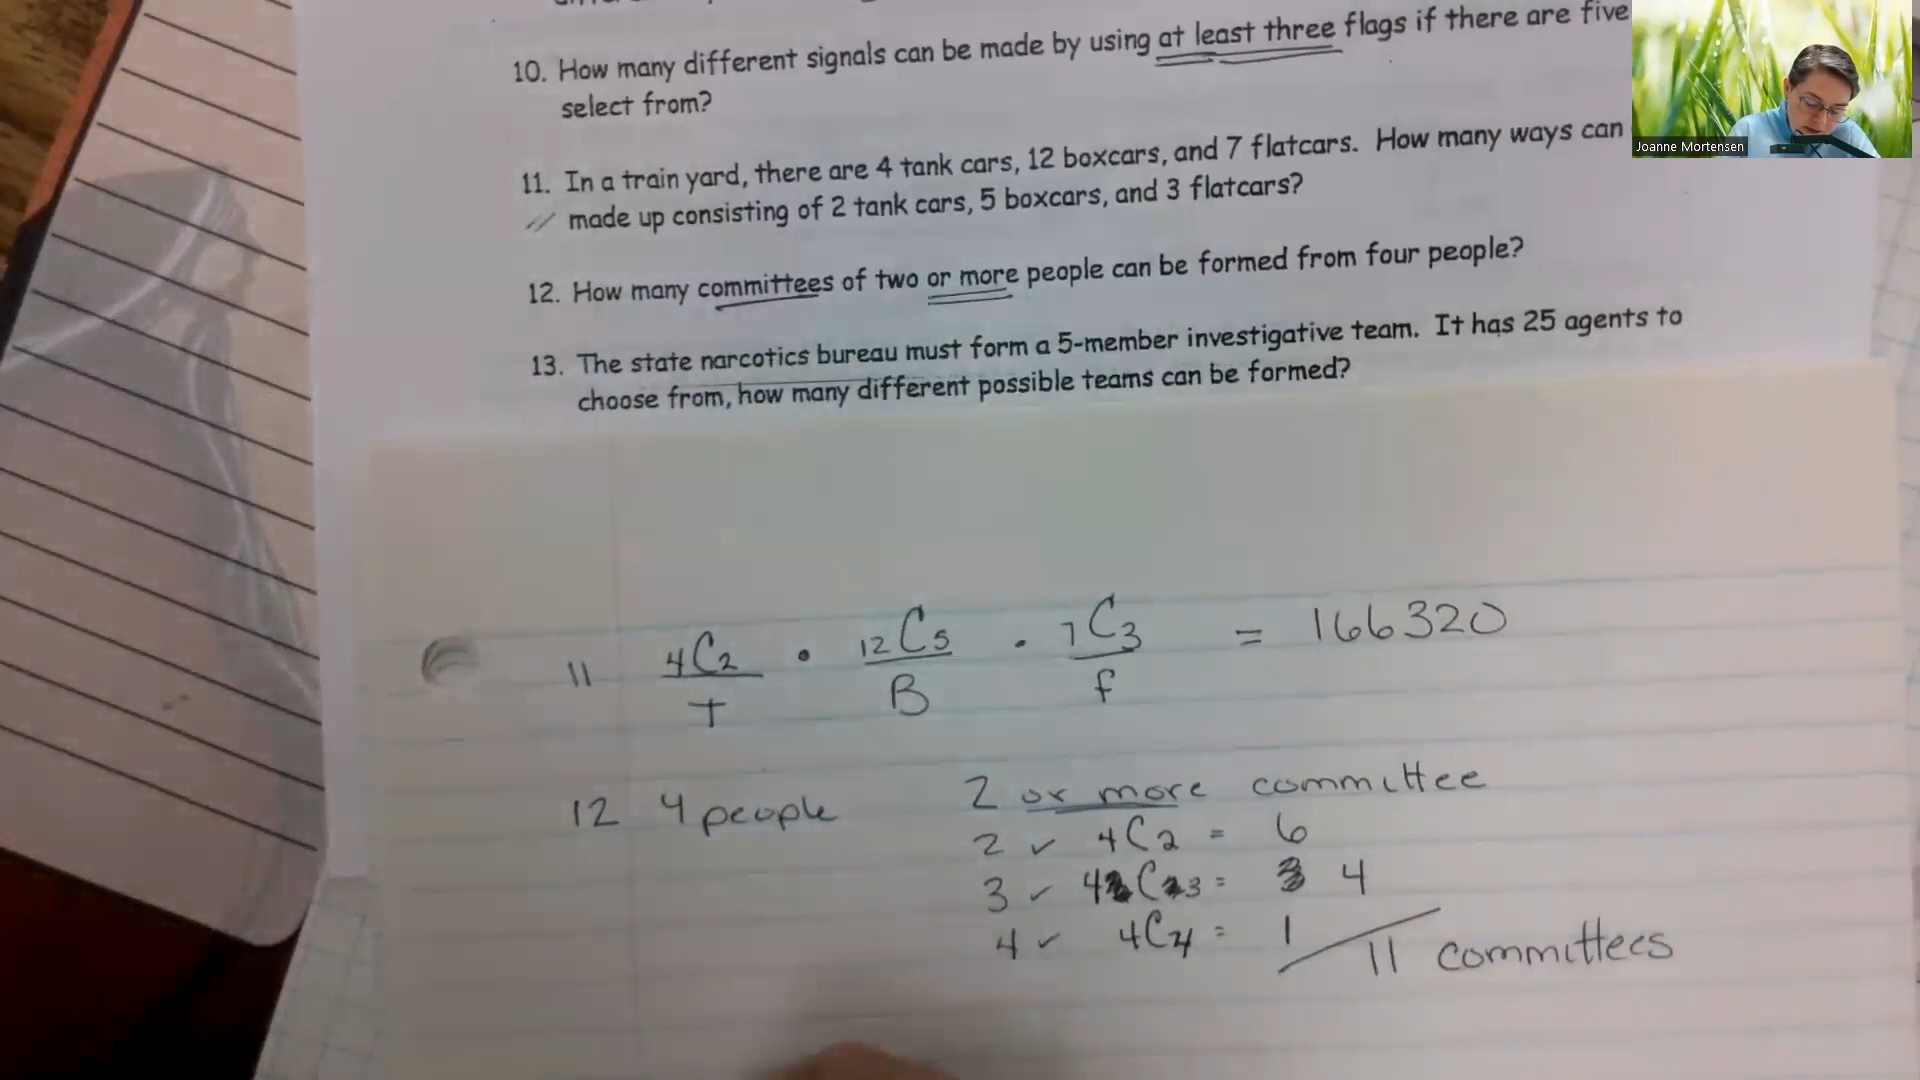 10. How many different signals can be made by using at least three flags if there are five
select from?
Joanne Mortensen
11. In a train yard, there are 4 tank cars, 12 boxcars, and 7 flatcars. How many ways can
made up consisting of 2 tank cars, 5 boxcars, and 3 flatcars?
12. How many committees of two or more people can be formed from four people?
13. The state narcotics bureau must form a 5-member investigative team. It has 25 agents to
choose from, how many different possible teams can be formed?
11 4C2 • 12C5 • 7C3 = 166320
T B f
12 4 people 2 or more committee
2 ✓ 4C2 = 6
3 ✓ 4C3 = 4
4 ✓ 4C4 = 1
11 committees